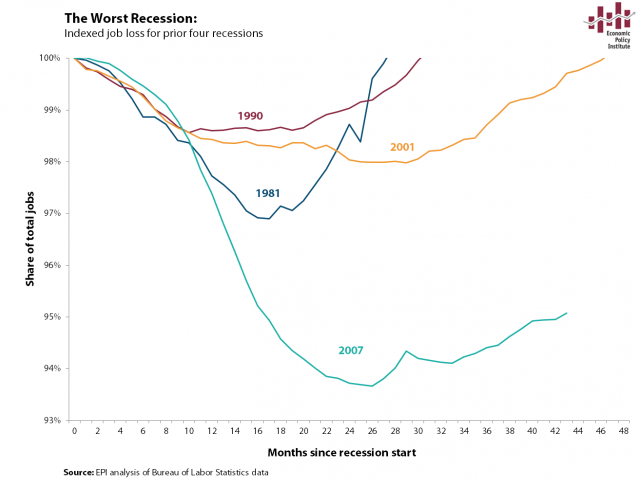 The Worst Recession:
Indexed job loss for prior four recessions
Economic
Policy
Institute
100%
99%
98%
97%
96%
95%
94%
93%
Share of total jobs
1990
2001
1981
2007
0 2 4 6 8 10 12 14 16 18 20 22 24 26 28 30 32 34 36 38 40 42 44 46 48
Months since recession start
Source: EPI analysis of Bureau of Labor Statistics data